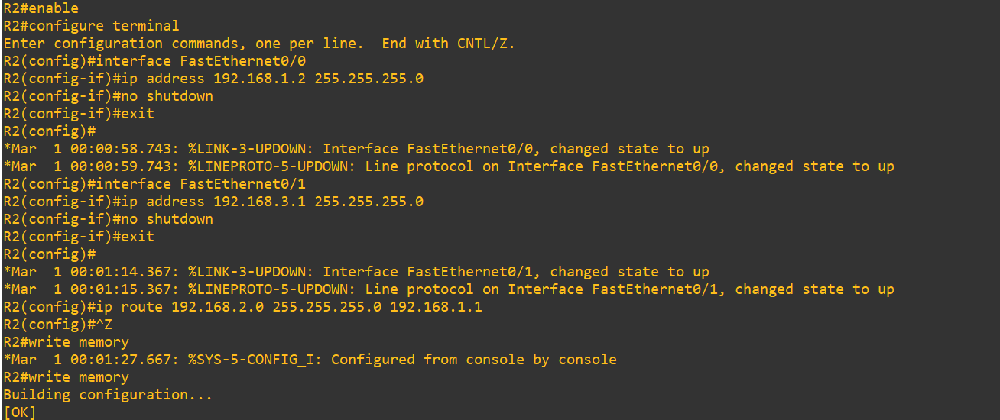 R2#enable
R2#configure terminal
Enter configuration commands, one per line.  End with CNTL/Z.
R2(config)#interface FastEthernet0/0
R2(config-if)#ip address 192.168.1.2 255.255.255.0
R2(config-if)#no shutdown
R2(config-if)#exit
R2(config)#
*Mar  1 00:00:58.743: %LINK-3-UPDOWN: Interface FastEthernet0/0, changed state to up
*Mar  1 00:00:59.743: %LINEPROTO-5-UPDOWN: Line protocol on Interface FastEthernet0/0, changed state to up
R2(config)#interface FastEthernet0/1
R2(config-if)#ip address 192.168.3.1 255.255.255.0
R2(config-if)#no shutdown
R2(config-if)#exit
R2(config)#
*Mar  1 00:01:14.367: %LINK-3-UPDOWN: Interface FastEthernet0/1, changed state to up
*Mar  1 00:01:15.367: %LINEPROTO-5-UPDOWN: Line protocol on Interface FastEthernet0/1, changed state to up
R2(config)#ip route 192.168.2.0 255.255.255.0 192.168.1.1
R2(config)#^Z
R2#write memory
*Mar  1 00:01:27.667: %SYS-5-CONFIG_I: Configured from console by console
R2#write memory
Building configuration...
[OK]